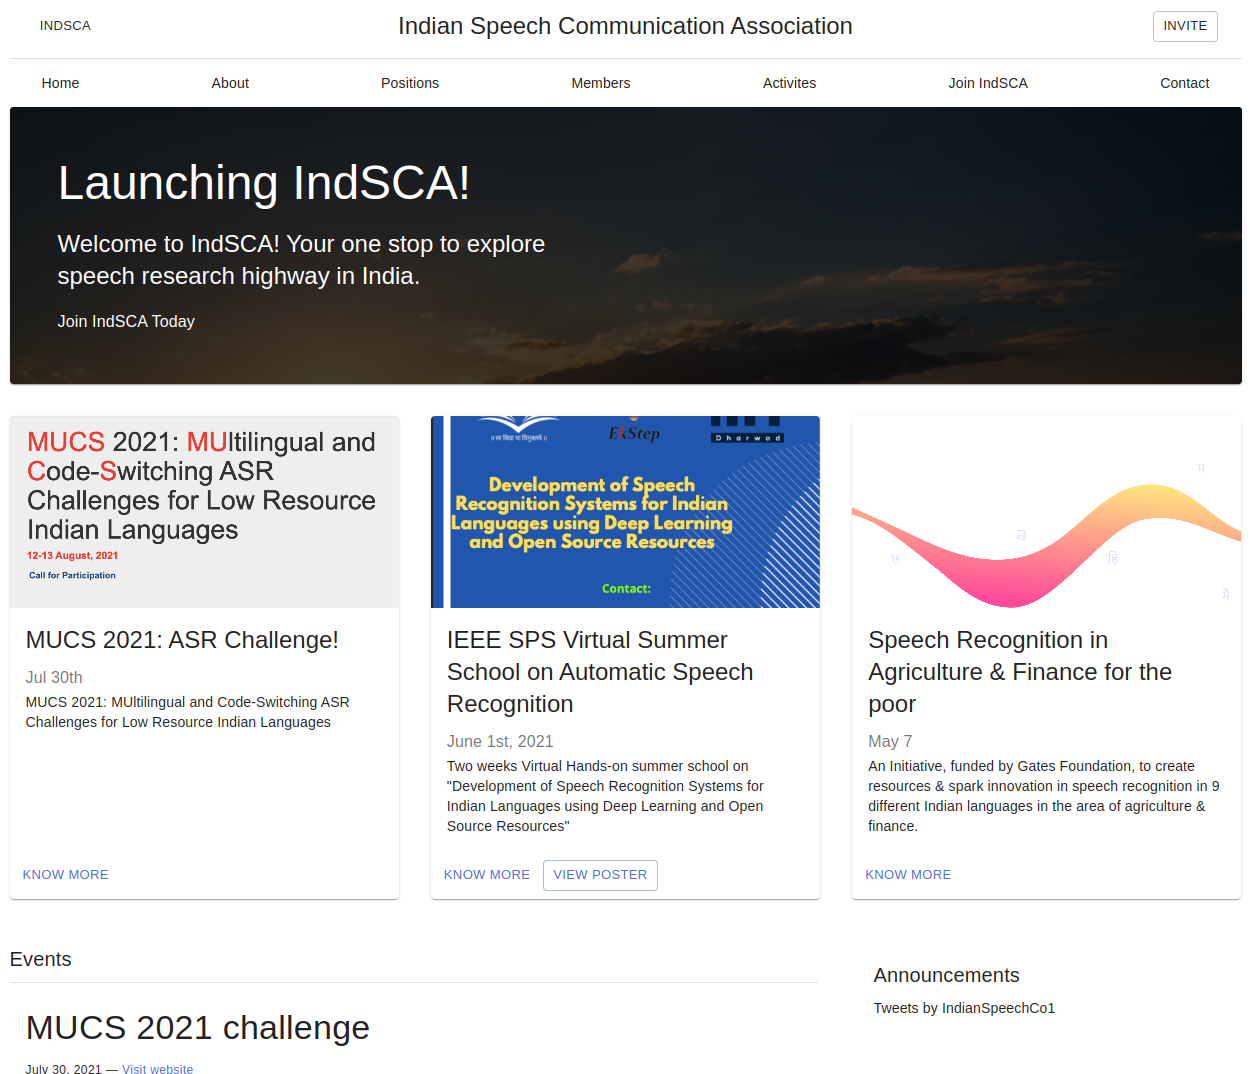 INDSCA
Indian Speech Communication Association
INVITE
Home
About
Positions
Members
Activites
Join IndSCA
Contact
Launching IndSCA!
Welcome to IndSCA! Your one stop to explore
speech research highway in India.
Join IndSCA Today
MUCS 2021: MUltilingual and
Code-Switching ASR
Challenges for Low Resource
Indian Languages
12-13 August, 2021
Call for Participation
MUCS 2021: ASR Challenge!
Jul 30th
MUCS 2021: MUltilingual and Code-Switching ASR
Challenges for Low Resource Indian Languages
KNOW MORE
EkStep
Dharwad
Development of Speech
Recognition Systems for Indian
Languages using Deep Learning
and Open Source Resources
Contact:
IEEE SPS Virtual Summer
School on Automatic Speech
Recognition
June 1st, 2021
Two weeks Virtual Hands-on summer school on
"Development of Speech Recognition Systems for
Indian Languages using Deep Learning and Open
Source Resources"
KNOW MORE
VIEW POSTER
Speech Recognition in
Agriculture & Finance for the
poor
May 7
An Initiative, funded by Gates Foundation, to create
resources & spark innovation in speech recognition in 9
different Indian languages in the area of agriculture &
finance.
KNOW MORE
Events
MUCS 2021 challenge
July 30, 2021 — Visit website
Announcements
Tweets by IndianSpeechCo1